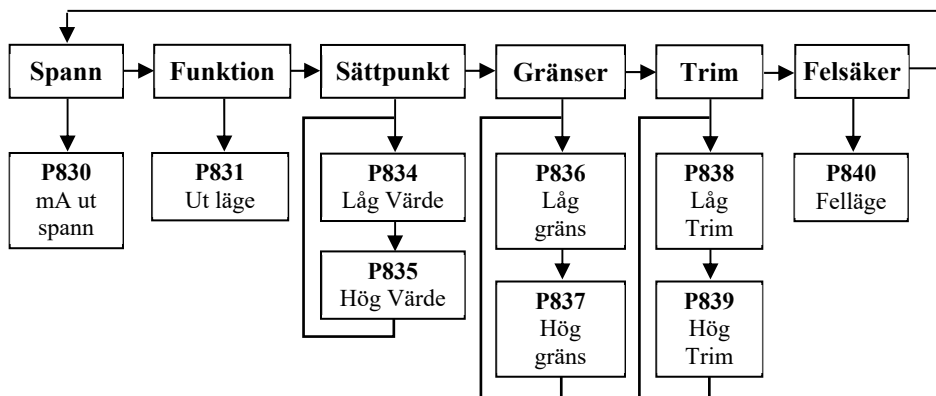 Spann
Funktion
Sättpunkt
Gränser
Trim
Felsäker
P830
mA ut
spann
P831
Ut läge
P834
Låg Värde
P835
Hög Värde
P836
Låg
gräns
P837
Hög
gräns
P838
Låg
Trim
P839
Hög
Trim
P840
Felläge